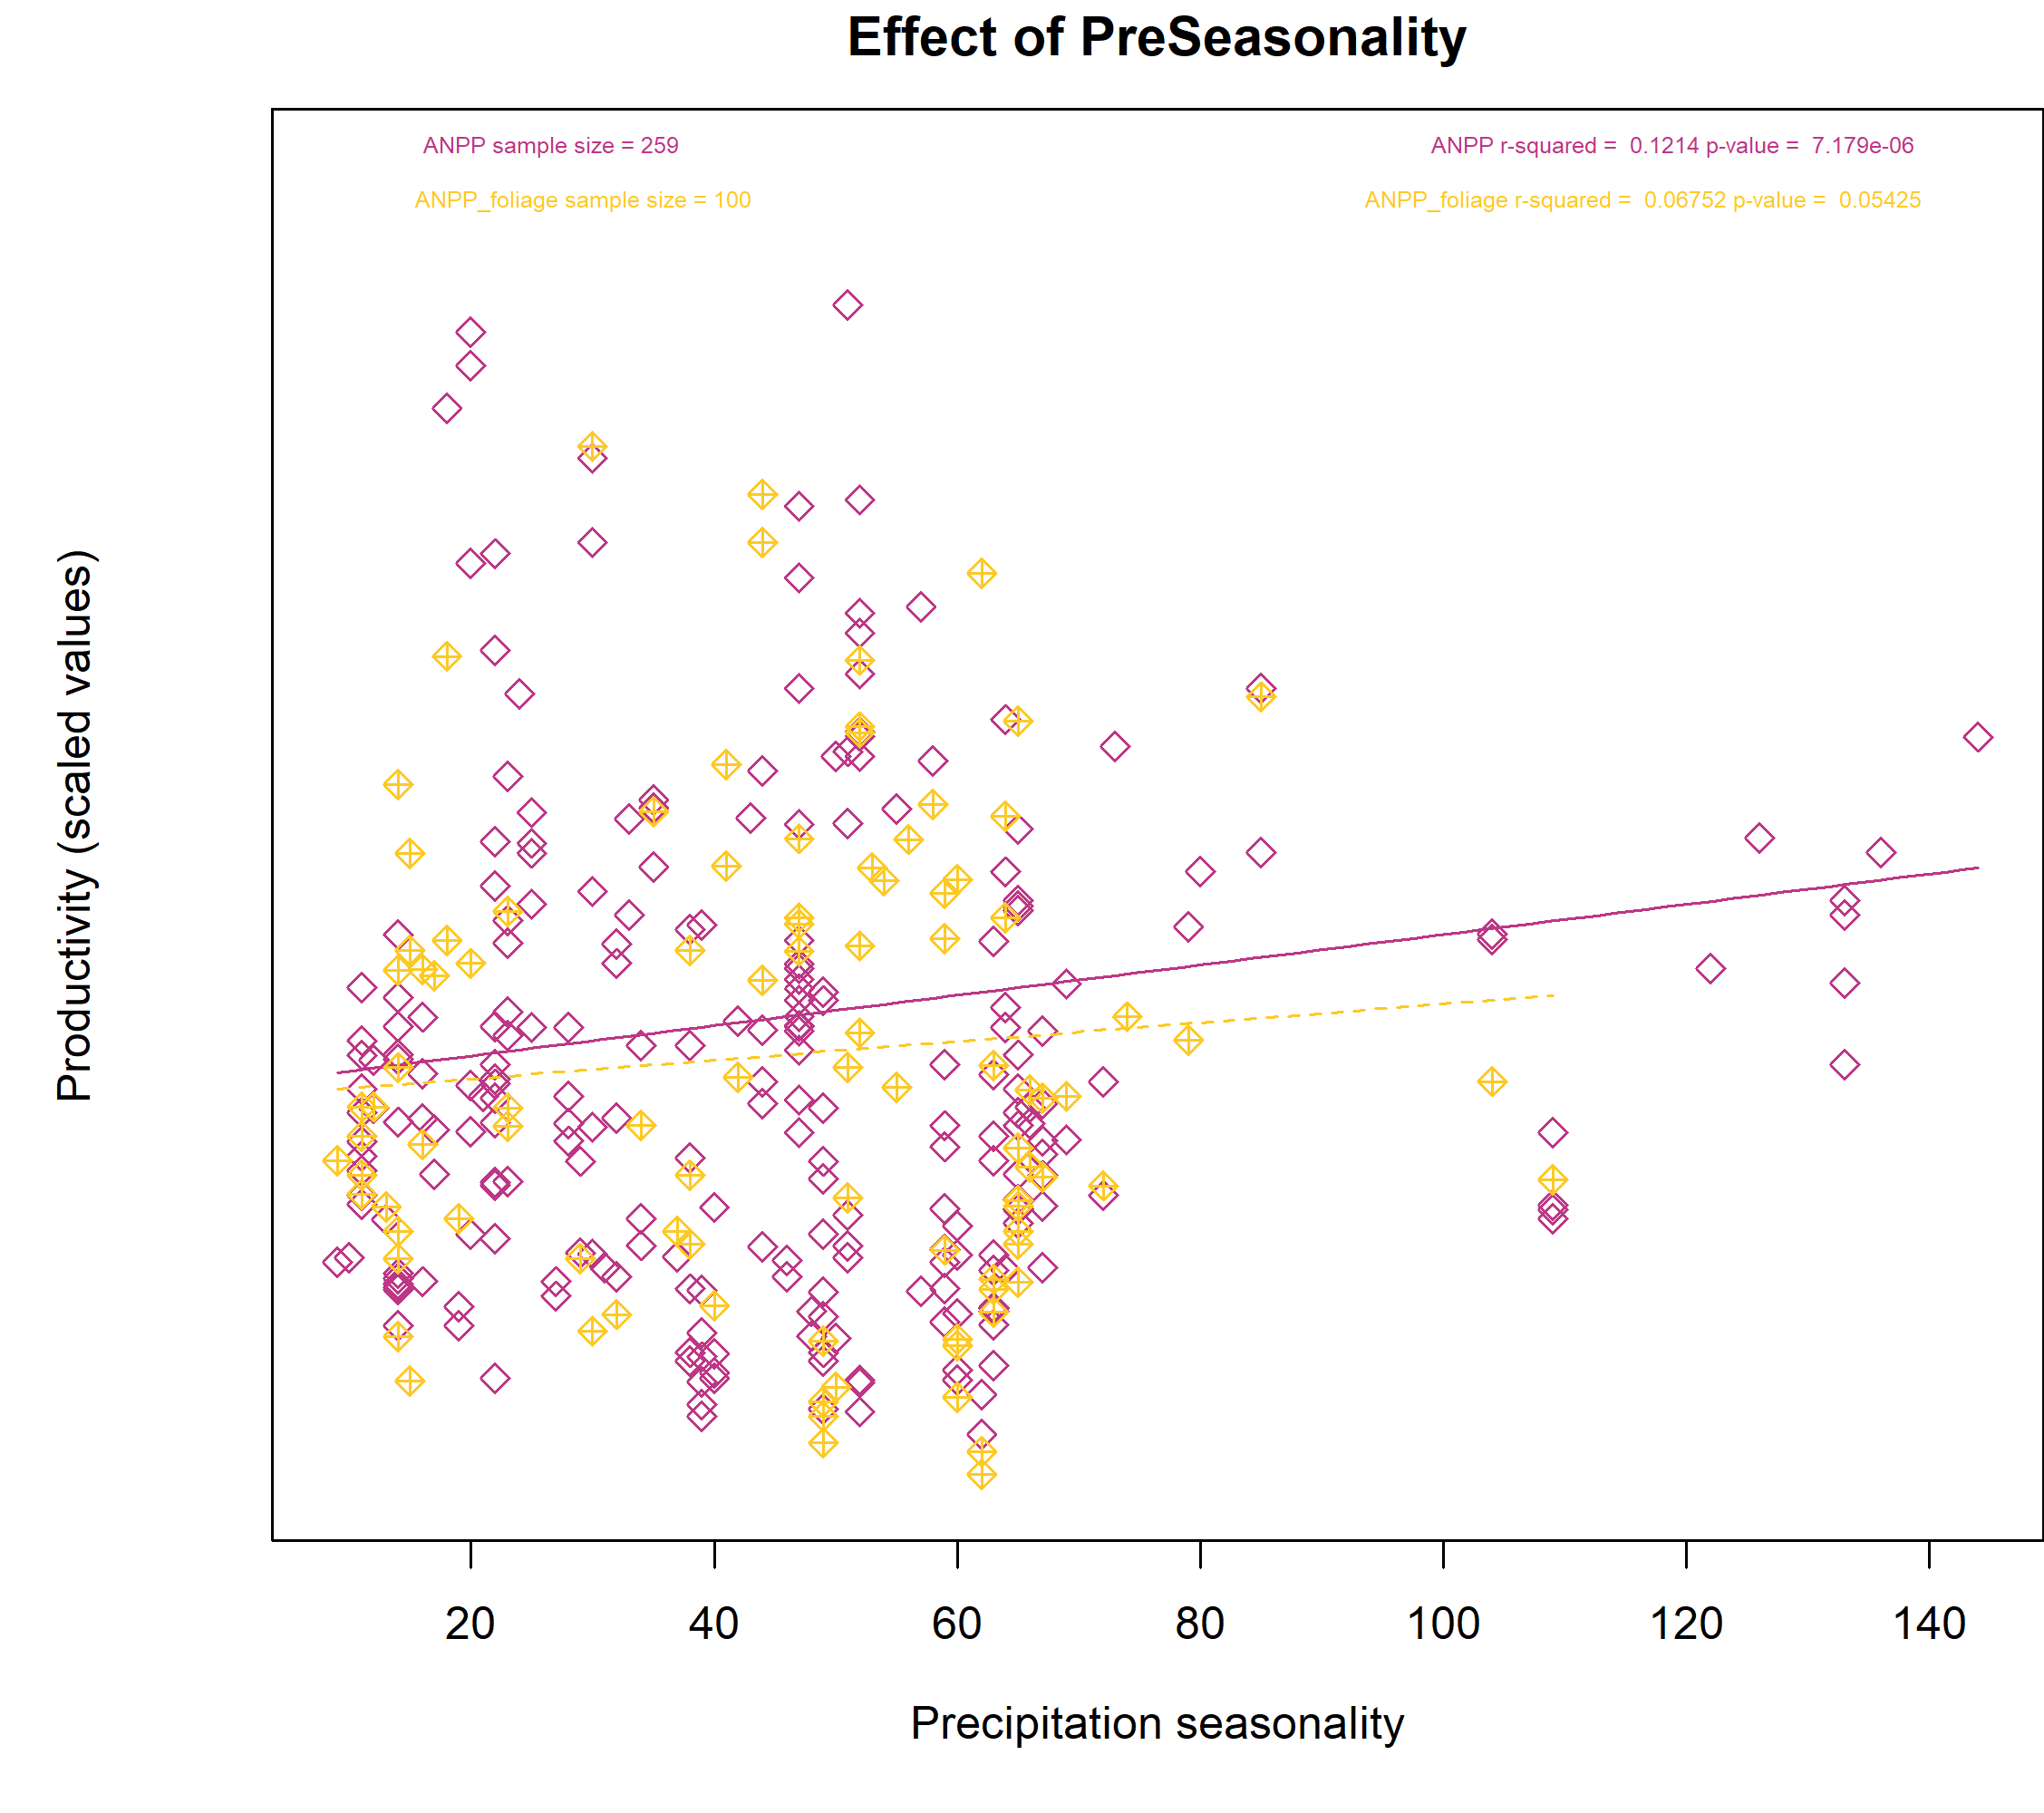 Effect of PreSeasonality
ANPP sample size = 259
ANPP r-squared =  0.1214 p-value =  7.179e-06
ANPP_foliage sample size = 100
ANPP_foliage r-squared =  0.06752 p-value =  0.05425
Productivity (scaled values)
20 40 60 80 100 120 140
Precipitation seasonality